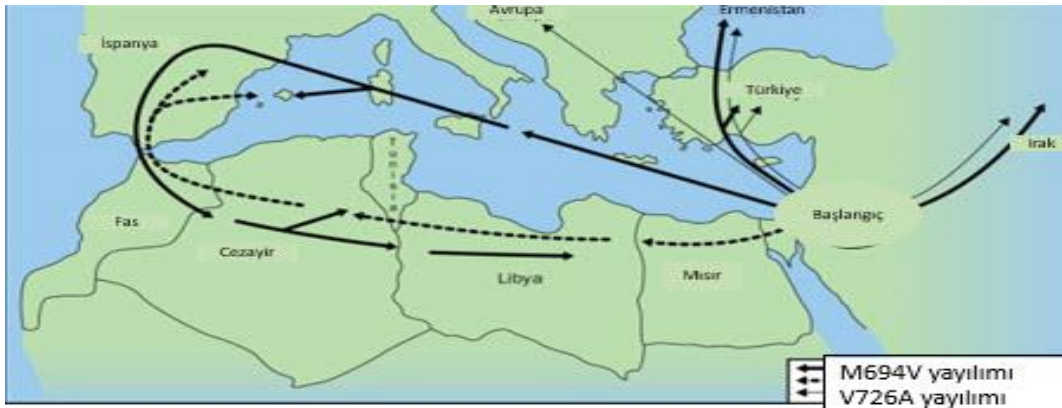 Avrupa
Ermenistan
İspanya
Türkiye
Irak
Tunisia
Başlangıç
Fas
Cezayir
Libya
Mısır
M694V yayılımı
V726A yayılımı